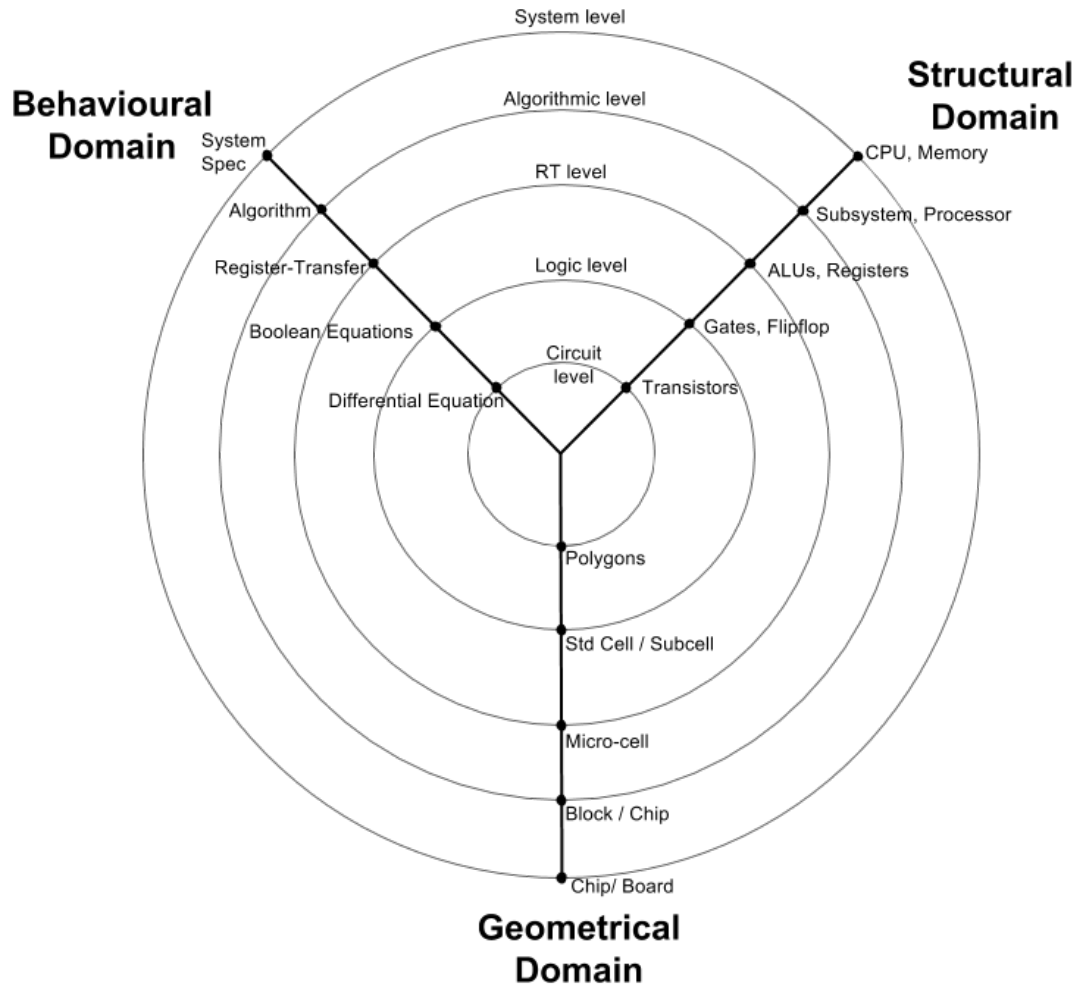 System level
Structural
Domain
Behavioural
Domain
Algorithmic level
System
Spec
CPU, Memory
RT level
Algorithm
Subsystem, Processor
Register-Transfer
ALUs, Registers
Logic level
Boolean Equations
Gates, Flipflop
Circuit
level
Differential Equation
Transistors
Polygons
Std Cell / Subcell
Micro-cell
Block / Chip
Chip/ Board
Geometrical
Domain